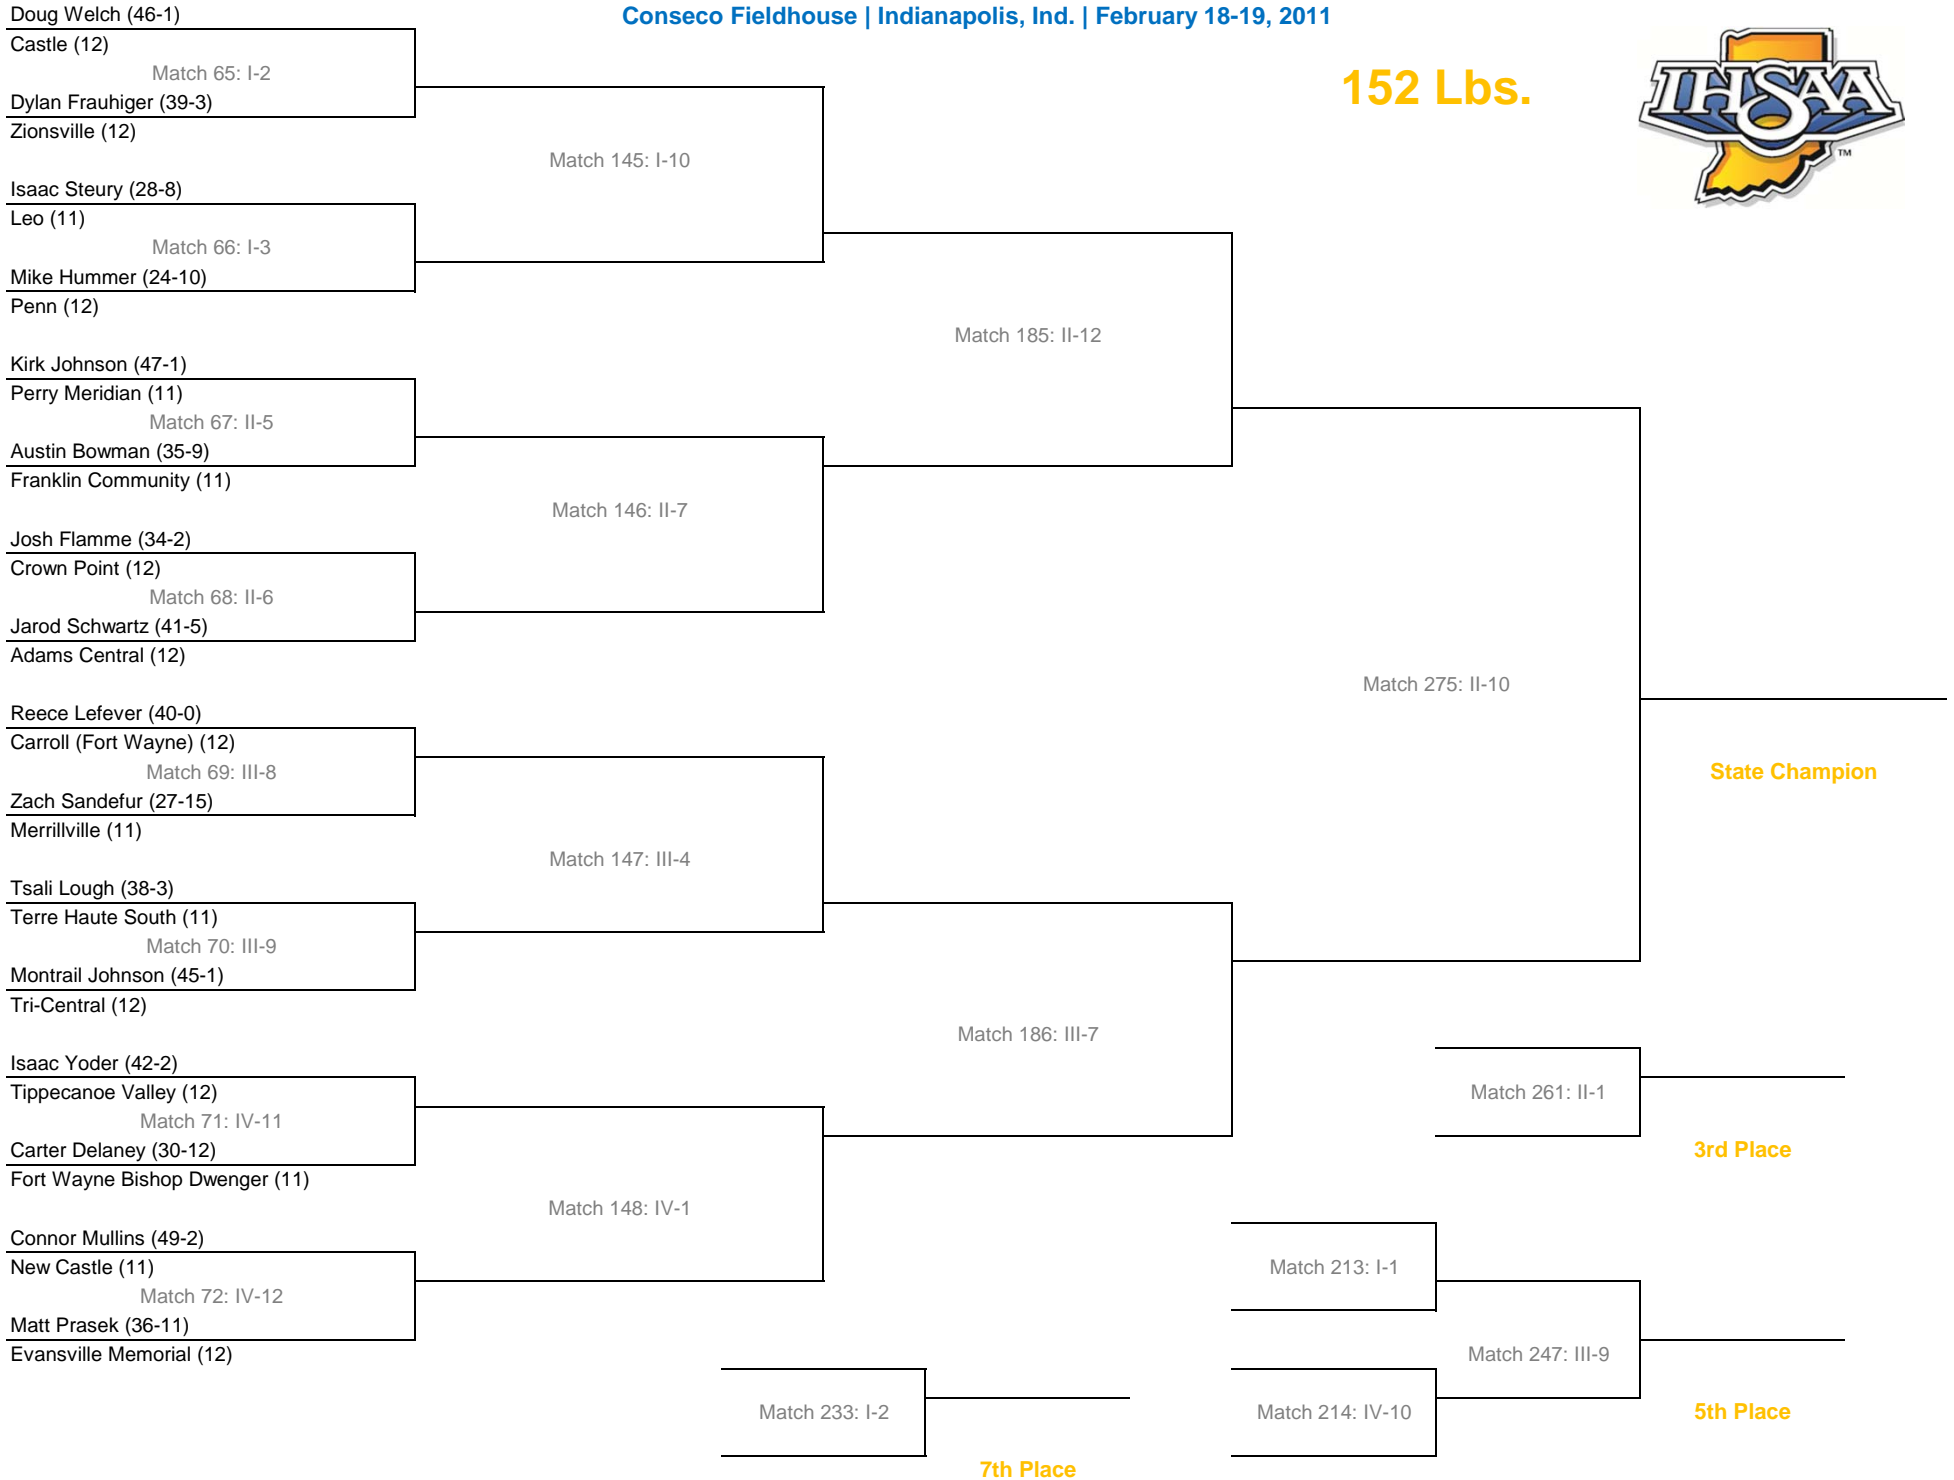 Conseco Fieldhouse | Indianapolis, Ind. | February 18-19, 2011
152 Lbs.
IHSAA
TM
Doug Welch (46-1)
Castle (12)
Match 65: I-2
Dylan Frauhiger (39-3)
Zionsville (12)
Match 145: I-10
Isaac Steury (28-8)
Leo (11)
Match 66: I-3
Mike Hummer (24-10)
Penn (12)
Match 185: II-12
Kirk Johnson (47-1)
Perry Meridian (11)
Match 67: II-5
Austin Bowman (35-9)
Franklin Community (11)
Match 146: II-7
Josh Flamme (34-2)
Crown Point (12)
Match 68: II-6
Jarod Schwartz (41-5)
Adams Central (12)
Match 275: II-10
Reece Lefever (40-0)
Carroll (Fort Wayne) (12)
Match 69: III-8
State Champion
Zach Sandefur (27-15)
Merrillville (11)
Match 147: III-4
Tsali Lough (38-3)
Terre Haute South (11)
Match 70: III-9
Montrail Johnson (45-1)
Tri-Central (12)
Match 186: III-7
Isaac Yoder (42-2)
Tippecanoe Valley (12)
Match 261: II-1
Match 71: IV-11
Carter Delaney (30-12)
3rd Place
Fort Wayne Bishop Dwenger (11)
Match 148: IV-1
Connor Mullins (49-2)
New Castle (11)
Match 213: I-1
Match 72: IV-12
Matt Prasek (36-11)
Evansville Memorial (12)
Match 247: III-9
Match 233: I-2
Match 214: IV-10
5th Place
7th Place